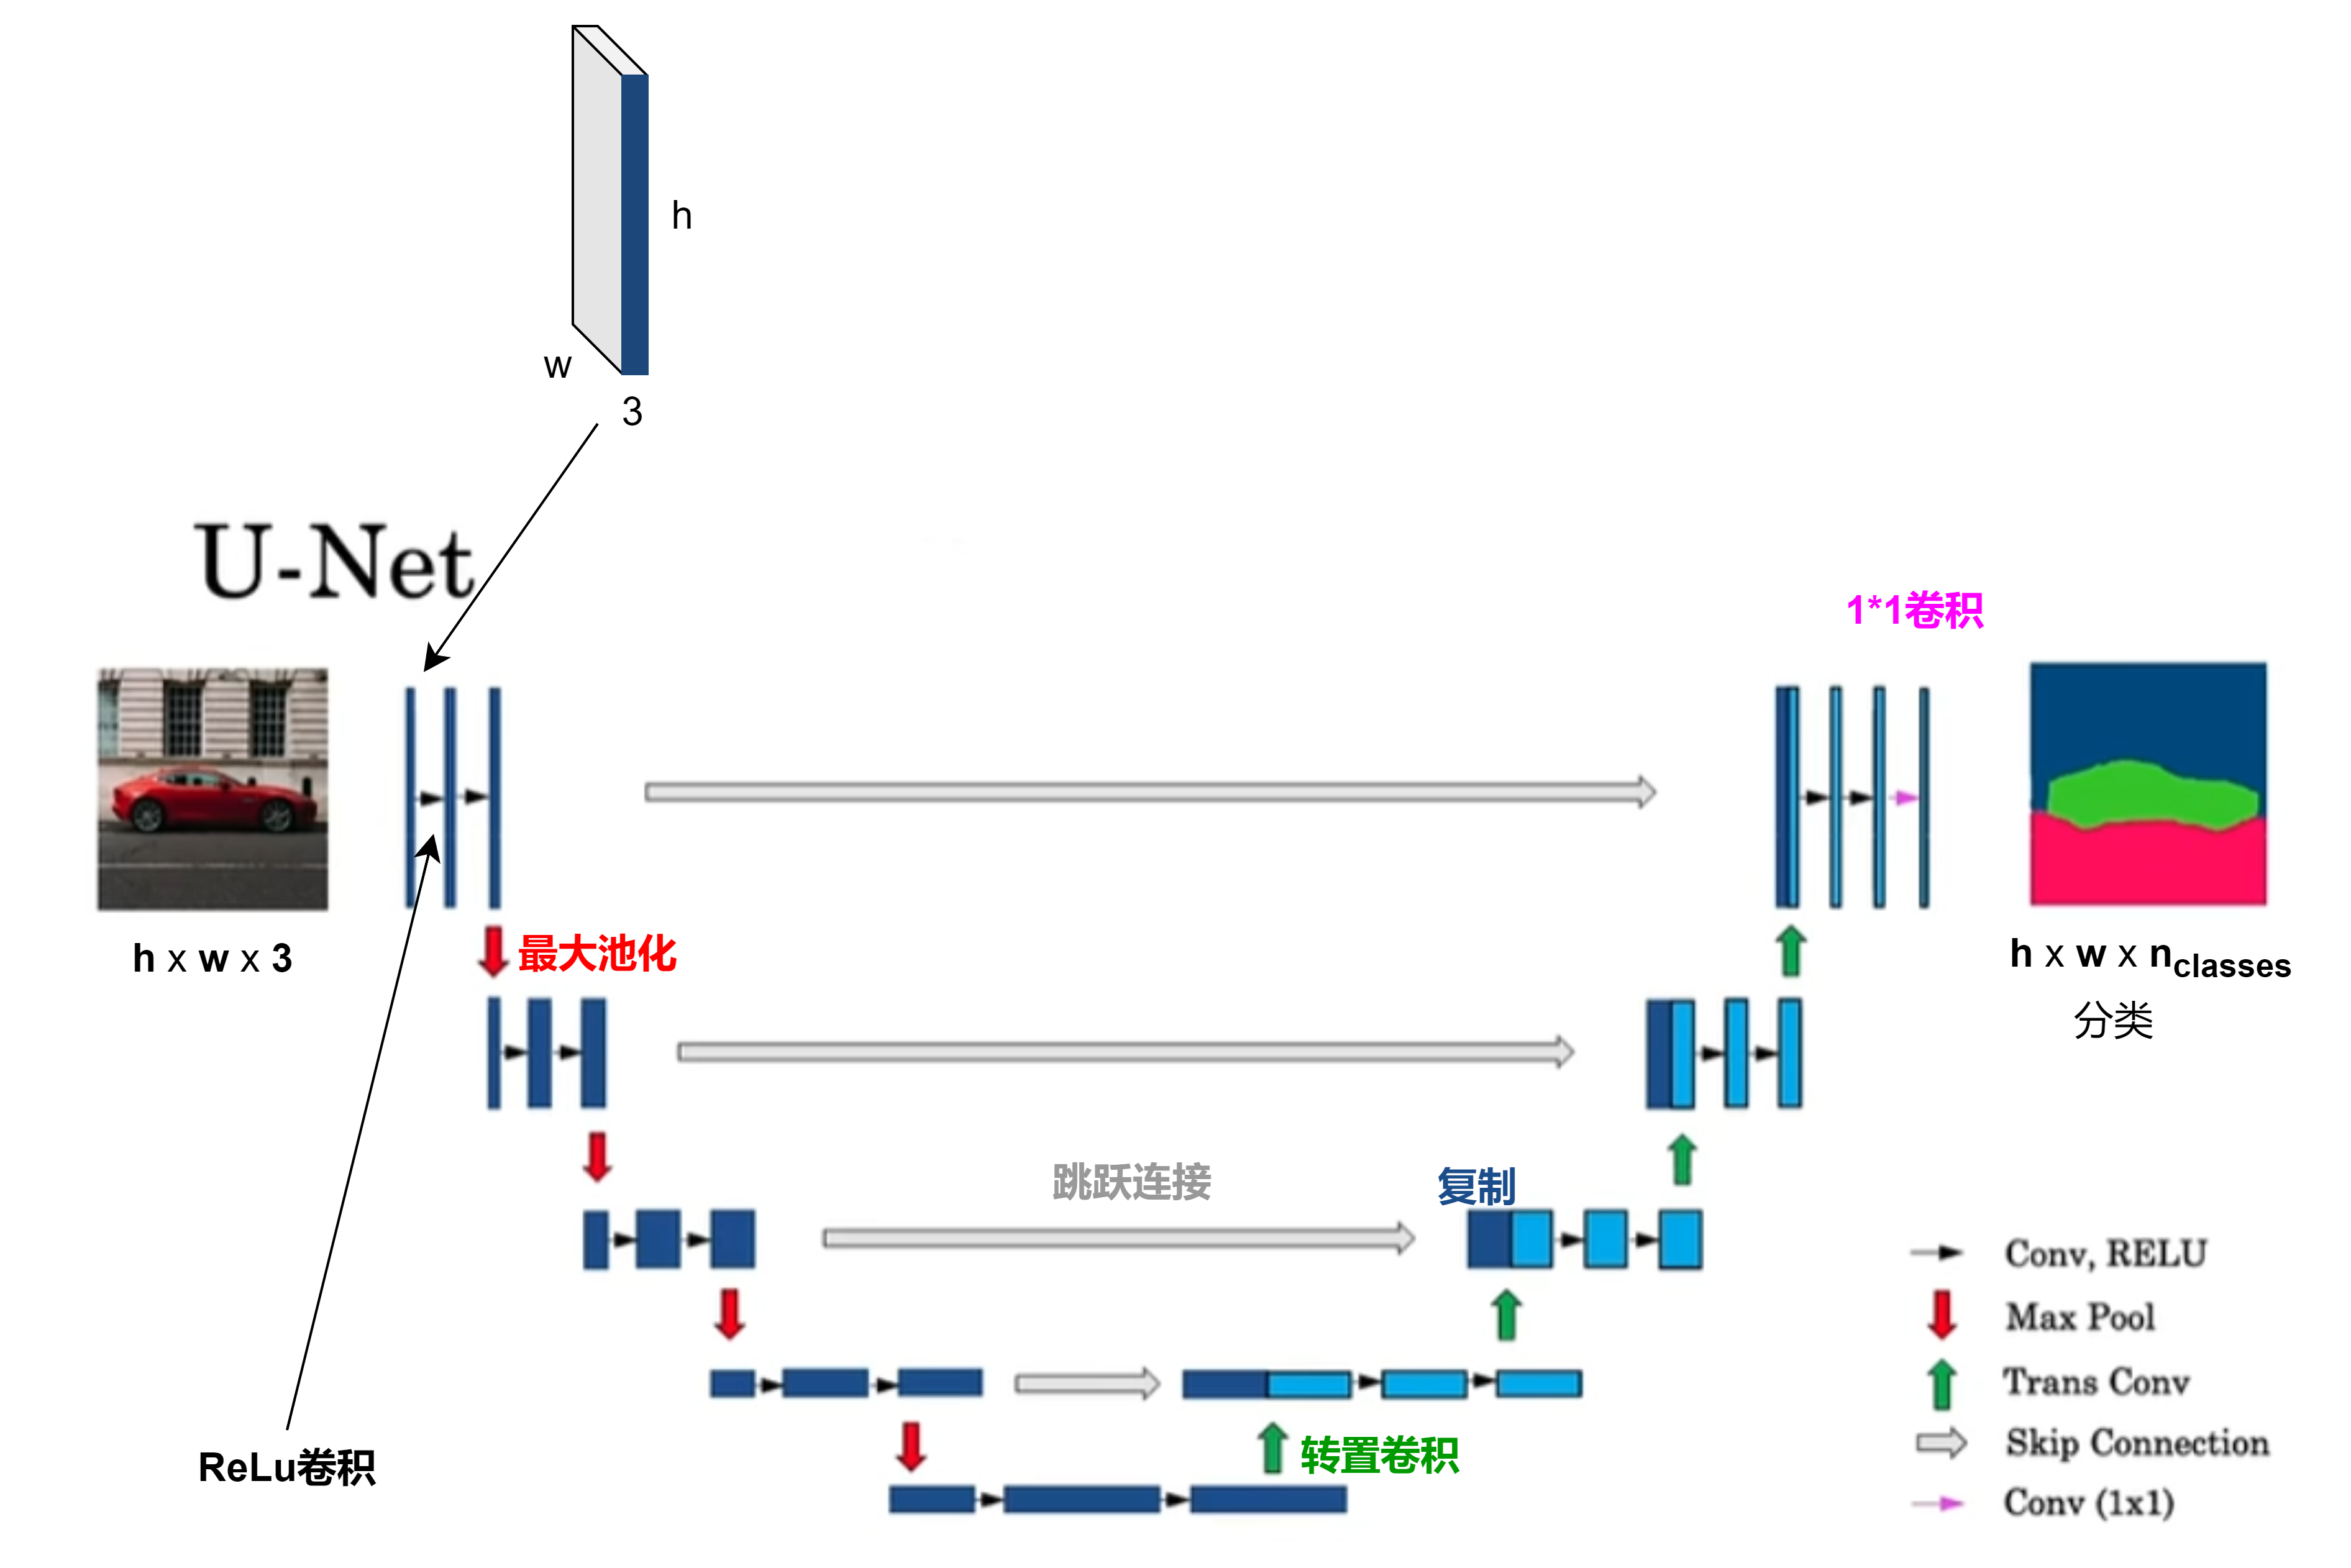 h
w
3
U-Net
1*1卷积
h x w x 3
最大池化
h x w x nclasses
分类
跳跃连接
复制
转置卷积
ReLu卷积
Conv, RELU
Max Pool
Trans Conv
Skip Connection
Conv (1x1)